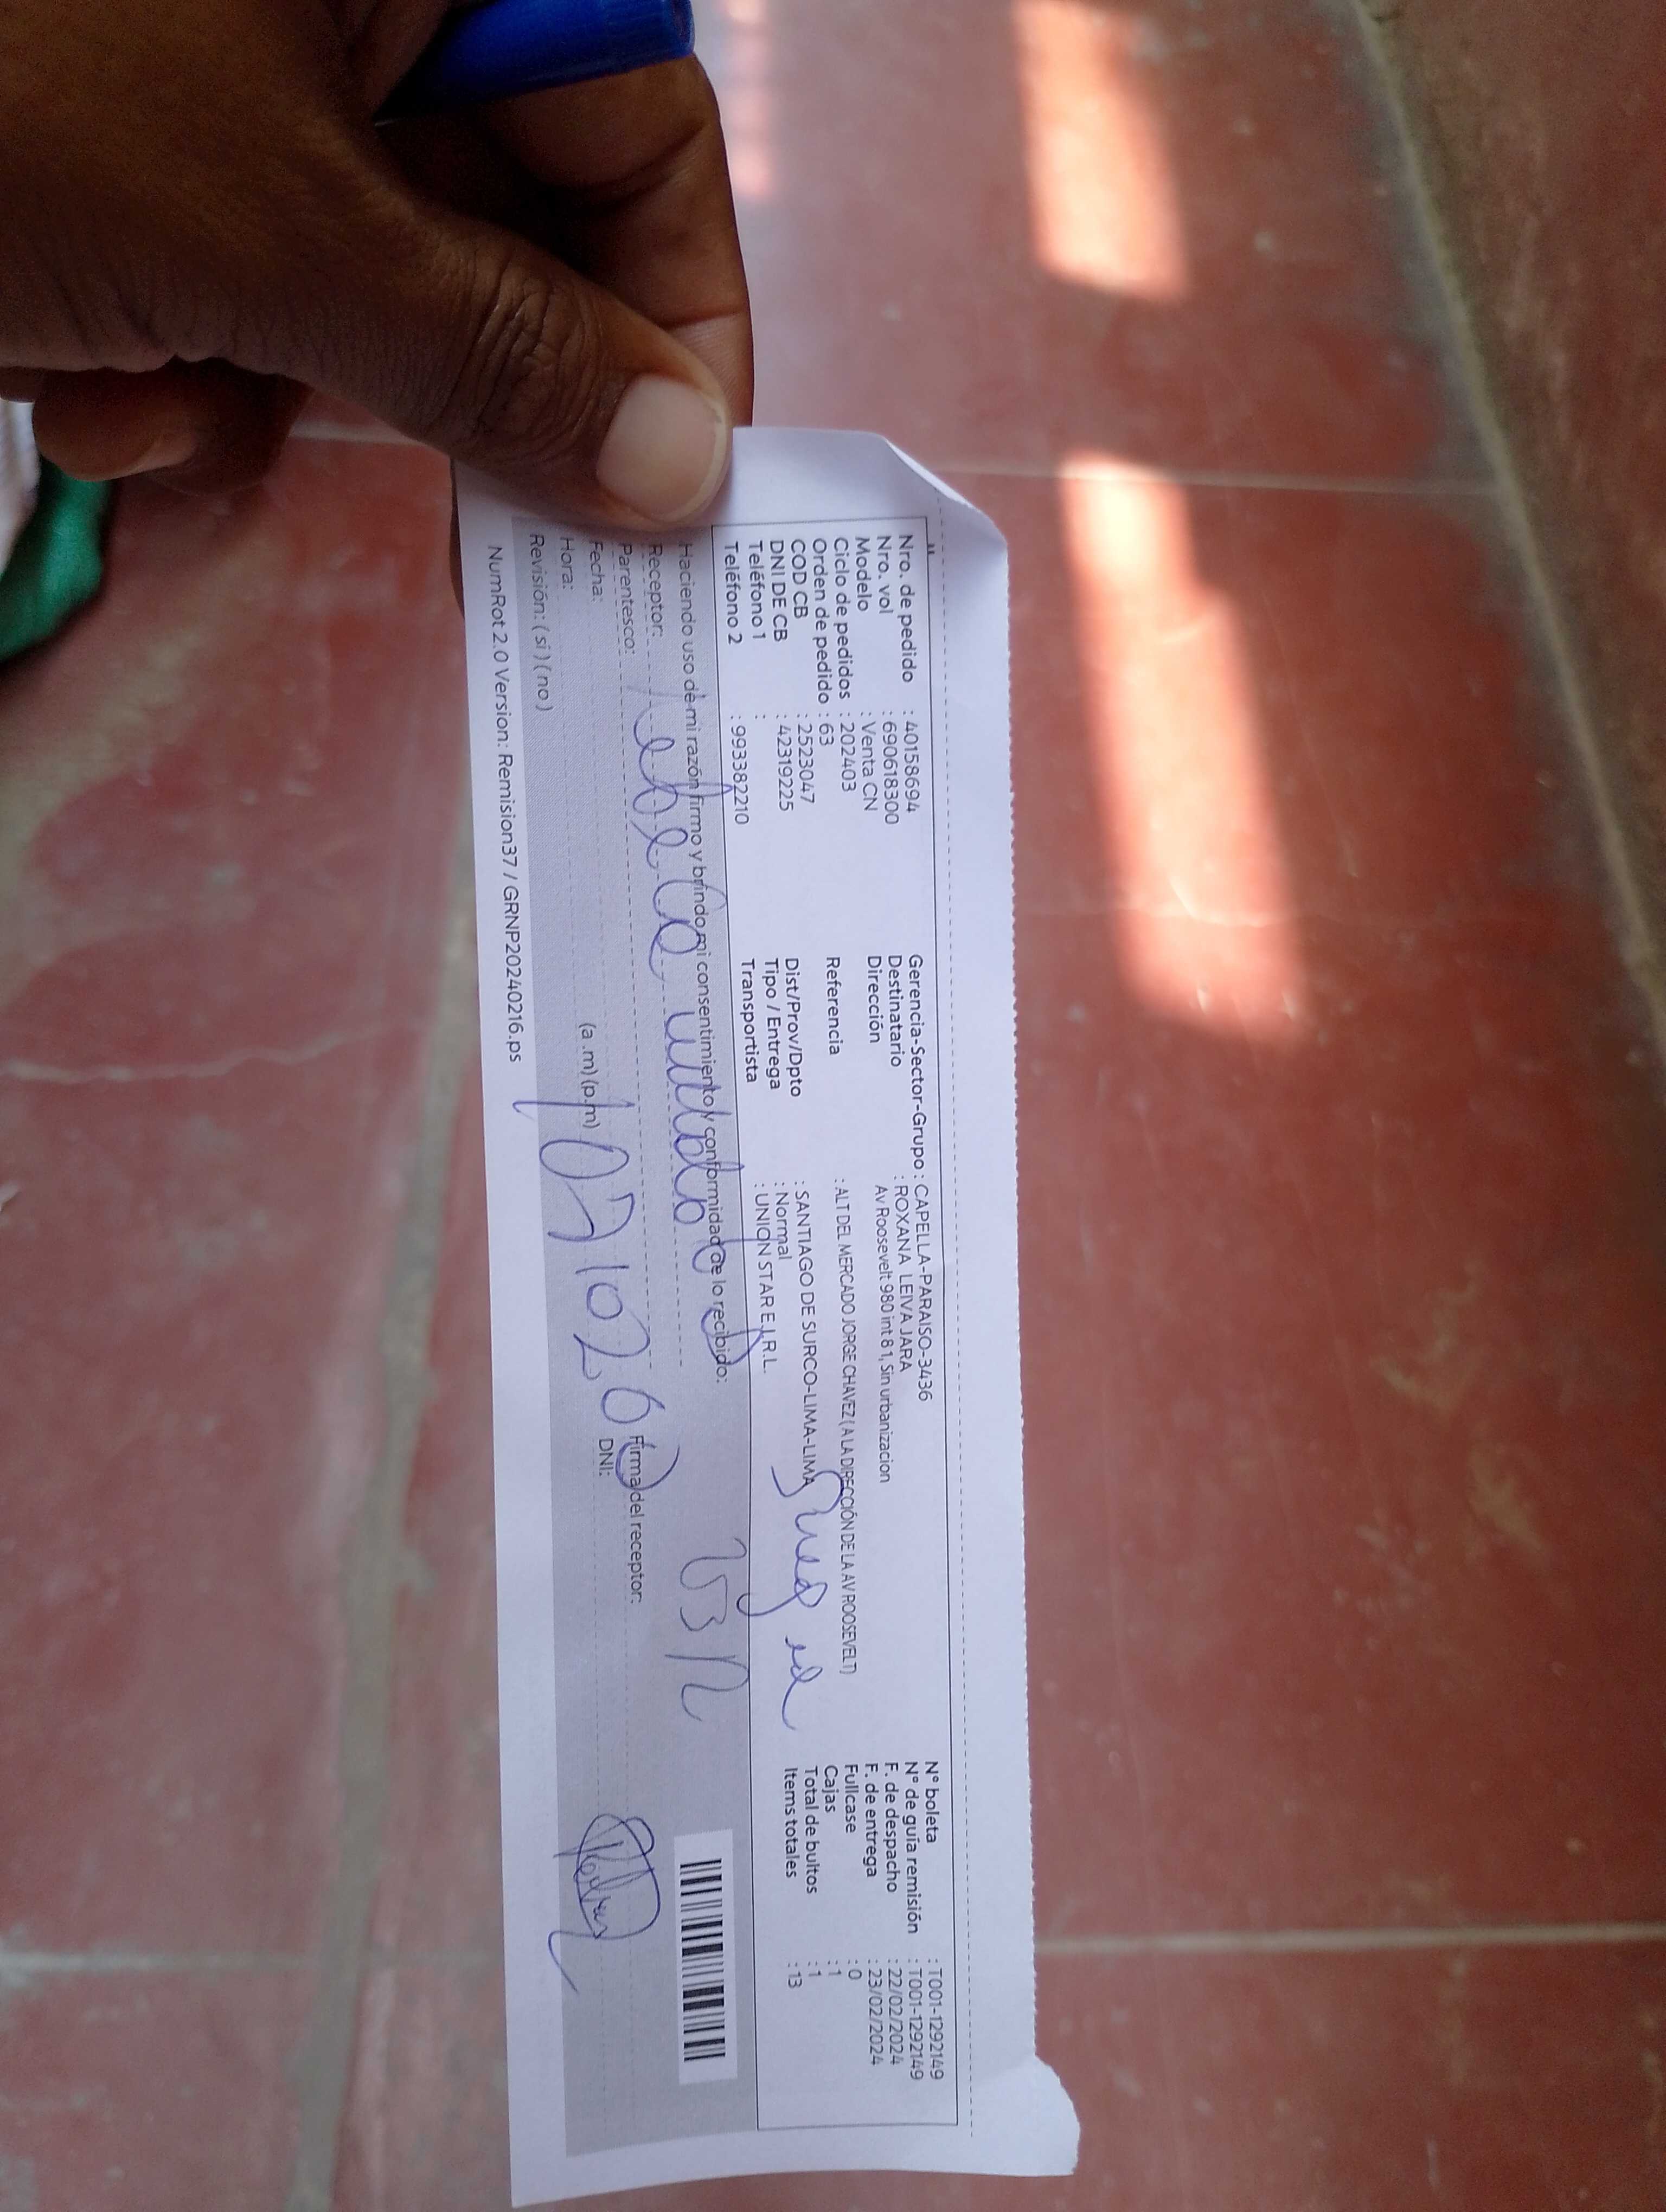 Nro. de pedido : 40158694
Nro. vol : 690618300
Modelo : Venta CN
Ciclo de pedidos : 202403
Orden de pedido : 63
COD CB : 2523047
DNI DE CB : 42319225
Teléfono 1 :
Teléfono 2 : 993382210
Gerencia-Sector-Grupo : CAPELLA-PARAISO-3436
Destinatario : ROXANA LEIVA JARA
Dirección Av Roosevelt 980 int 8 1, Sin urbanizacion
Referencia : ALT DEL MERCADO JORGE CHAVEZ ( A LA DIRECCIÓN DE LA AV ROOSEVELT)
Dist/Prov/Dpto : SANTIAGO DE SURCO-LIMA-LIMA
Tipo / Entrega : Normal
Transportista : UNION STAR E.I.R.L.
N° boleta : T001-1292149
N° de guía remisión : T001-1292149
F. de despacho : 22/02/2024
F. de entrega : 23/02/2024
Fullcase : 0
Cajas : 1
Total de bultos : 1
Items totales : 13
Haciendo uso de mi razón firmo y brindo mi consentimiento y conformidad de lo recibido:
Receptor:
Parentesco:
Fecha:
Hora: (a .m) (p.m)
Revisión: ( si ) ( no )
Firma del receptor:
DNI:
NumRot 2.0 Version: Remision37 / GRNP20240216.ps